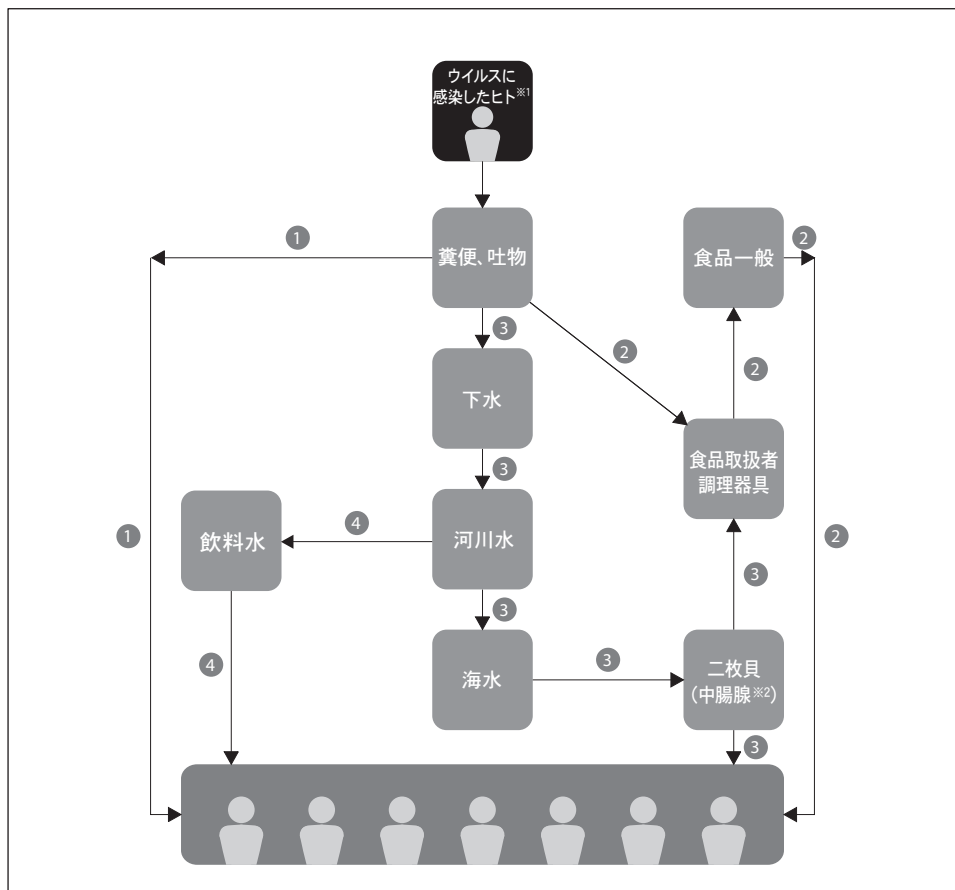 ウイルスに
感染したヒト※1
糞便、吐物
1
2
食品一般
2
3
2
2
下水
3
食品取扱者
調理器具
1
飲料水
4
河川水
2
3
3
4
海水
3
二枚貝
(中腸腺※2)
3